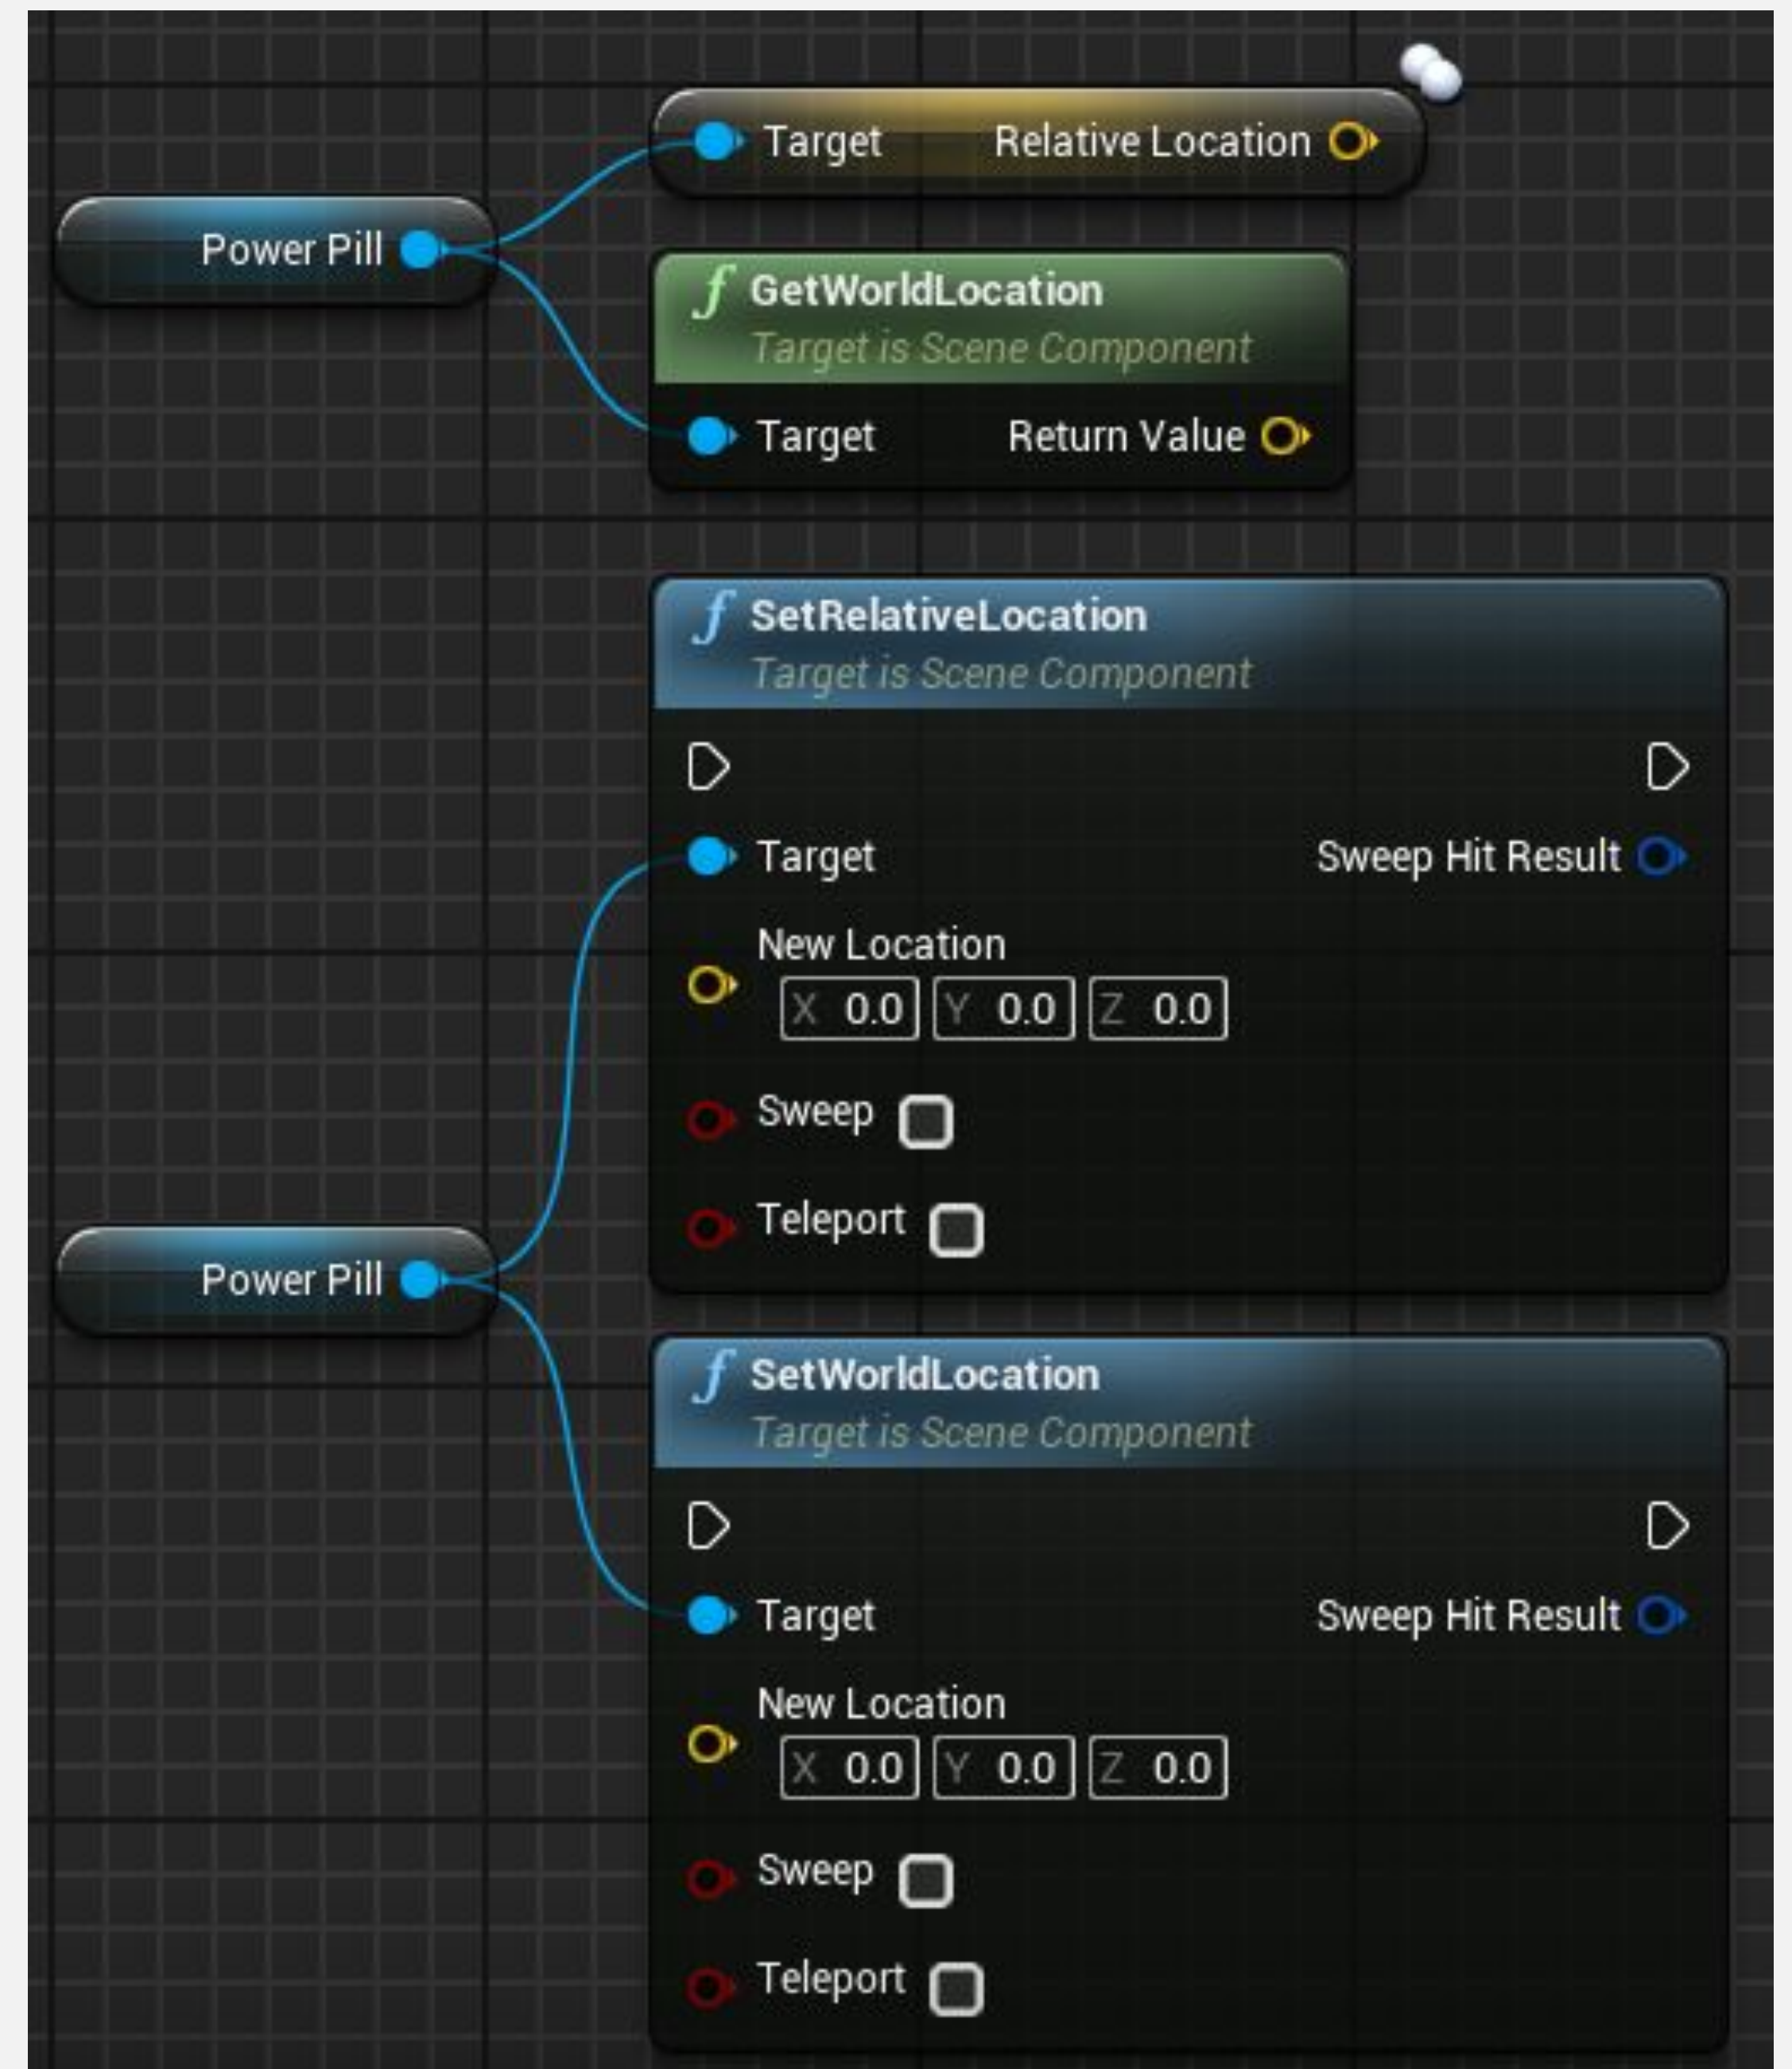 Target Relative Location
Power Pill
f GetWorldLocation
Target is Scene Component
Target Return Value
f SetRelativeLocation
Target is Scene Component
Target Sweep Hit Result
New Location
X 0.0 Y 0.0 Z 0.0
Sweep
Teleport
Power Pill
f SetWorldLocation
Target is Scene Component
Target Sweep Hit Result
New Location
X 0.0 Y 0.0 Z 0.0
Sweep
Teleport